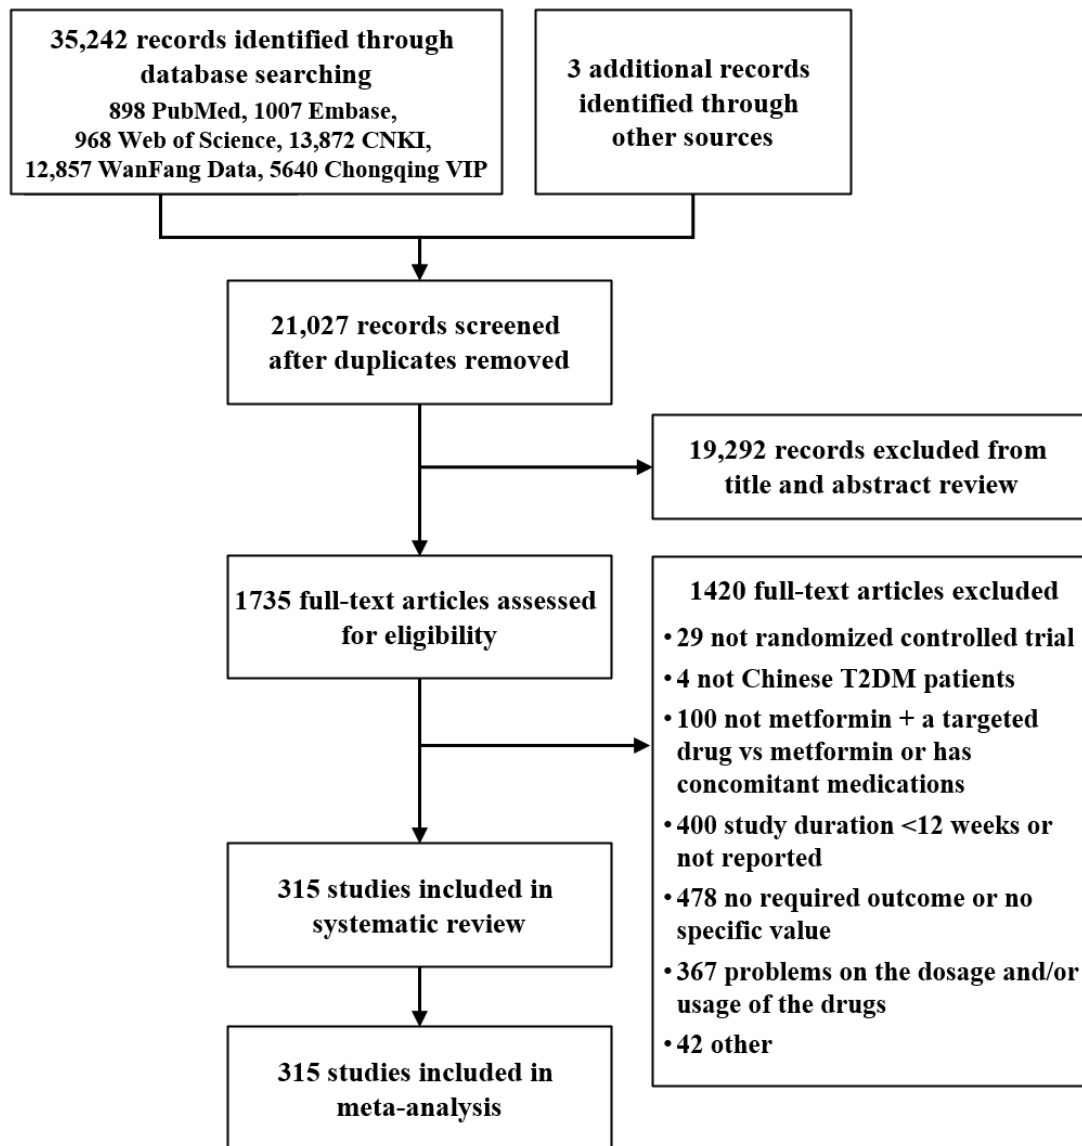 35,242 records identified through
database searching
898 PubMed, 1007 Embase,
968 Web of Science, 13,872 CNKI,
12,857 WanFang Data, 5640 Chongqing VIP
3 additional records
identified through
other sources
21,027 records screened
after duplicates removed
19,292 records excluded from
title and abstract review
1735 full-text articles assessed
for eligibility
1420 full-text articles excluded
• 29 not randomized controlled trial
• 4 not Chinese T2DM patients
• 100 not metformin + a targeted
drug vs metformin or has
concomitant medications
• 400 study duration <12 weeks or
not reported
• 478 no required outcome or no
specific value
• 367 problems on the dosage and/or
usage of the drugs
• 42 other
315 studies included in
systematic review
315 studies included in
meta-analysis